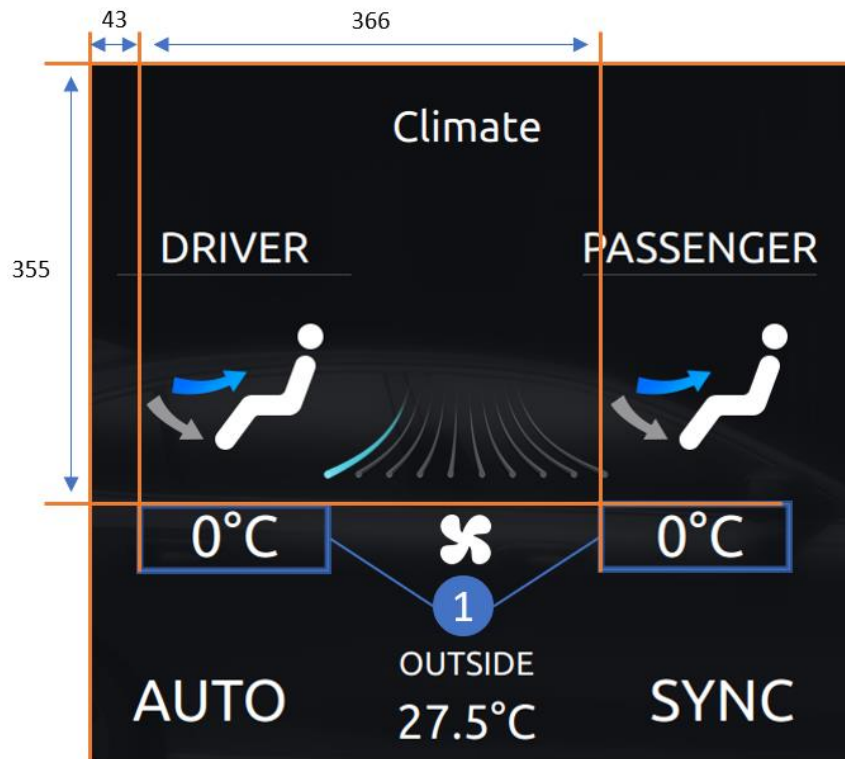 43 366
Climate
355
DRIVER PASSENGER
0°C 0°C
1
OUTSIDE
AUTO 27.5°C SYNC